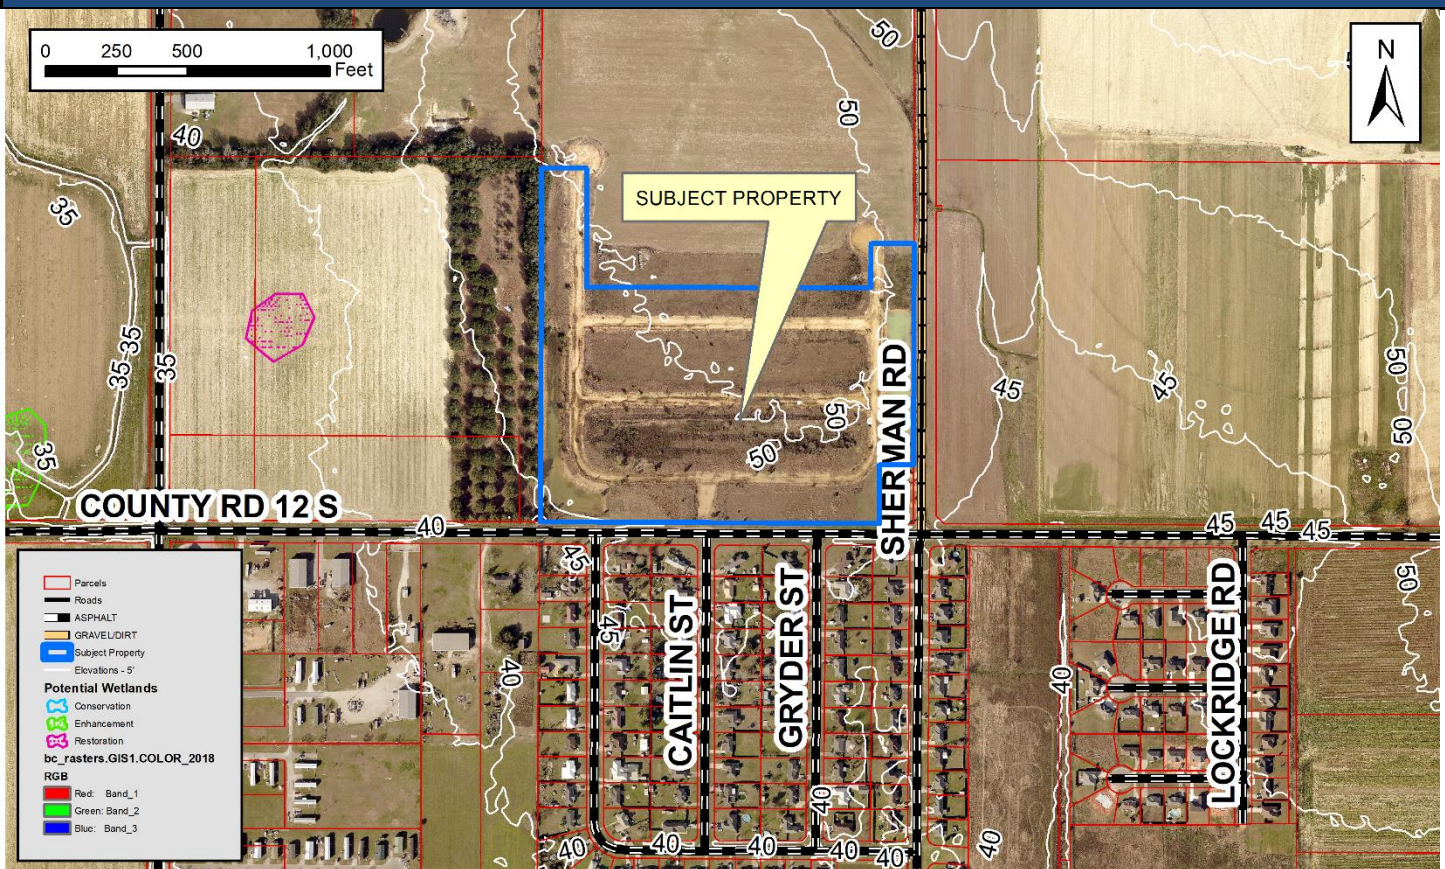 0 250 500 1,000
Feet
N
50
40
50
35
SUBJECT PROPERTY
35
35
35
50
45
45
50
50
50
35
SHERMAN RD
COUNTY RD 12 S
40
45
45
45
45
50
45
40
40
40
40
CAITLIN ST
GRYDER ST
LOCKRIDGE RD
40
40
40
40
40
40
Parcels
Roads
ASPHALT
GRAVEL/DIRT
Subject Property
Elevations - 5'
Potential Wetlands
Conservation
Enhancement
Restoration
bc_rasters.GIS1.COLOR_2018
RGB
Red: Band_1
Green: Band_2
Blue: Band_3